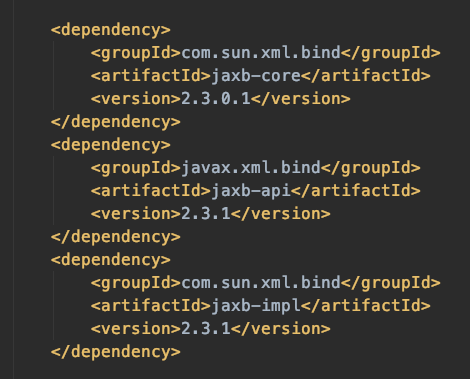 <dependency>
<groupId>com.sun.xml.bind</groupId>
<artifactId>jaxb-core</artifactId>
<version>2.3.0.1</version>
</dependency>
<dependency>
<groupId>javax.xml.bind</groupId>
<artifactId>jaxb-api</artifactId>
<version>2.3.1</version>
</dependency>
<dependency>
<groupId>com.sun.xml.bind</groupId>
<artifactId>jaxb-impl</artifactId>
<version>2.3.1</version>
</dependency>